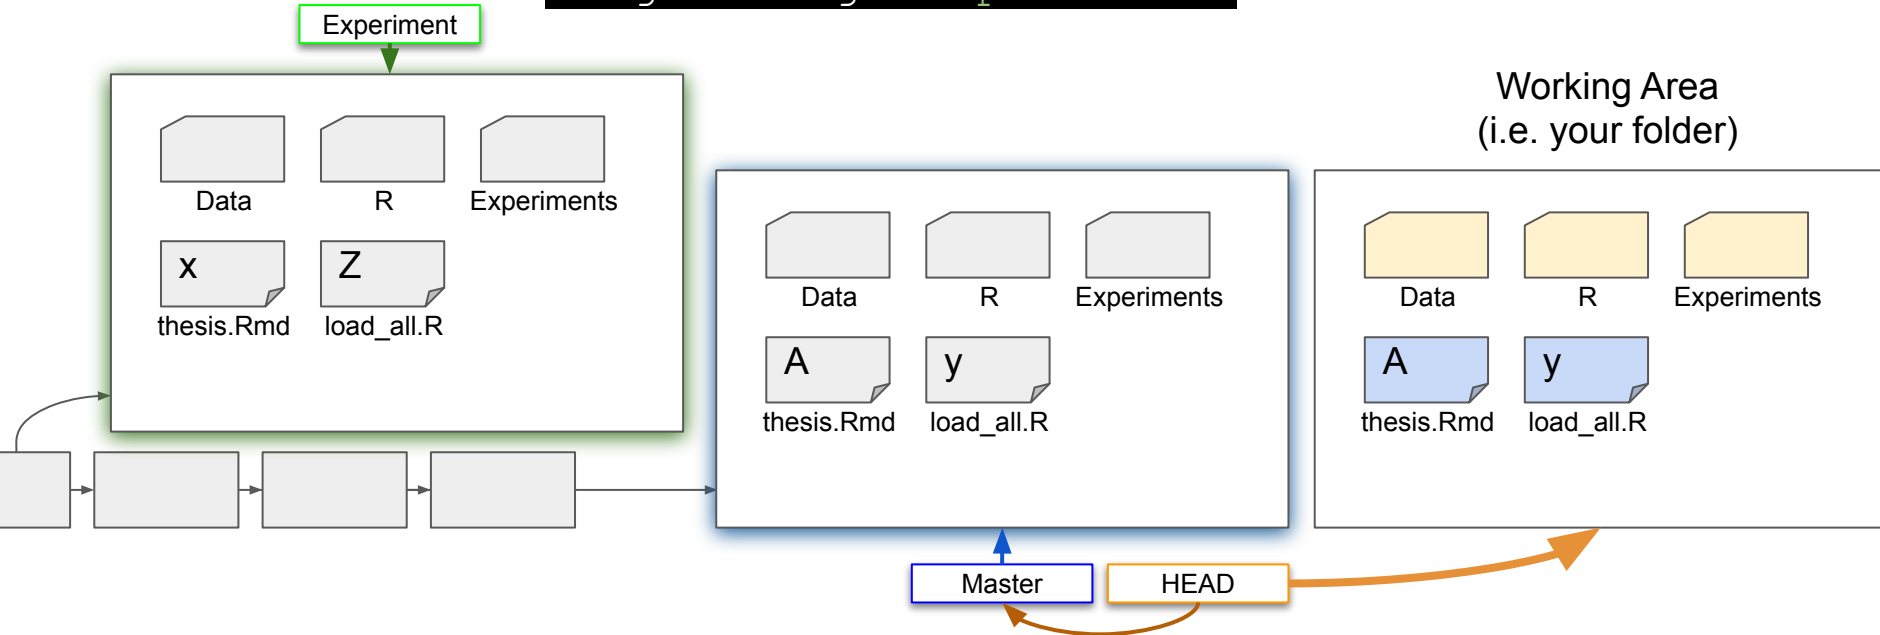 Experiment
Data
R
Experiments
x
Z
thesis.Rmd
load_all.R
Data
R
Experiments
A
y
thesis.Rmd
load_all.R
Master
HEAD
Working Area
(i.e. your folder)
Data
R
Experiments
A
y
thesis.Rmd
load_all.R